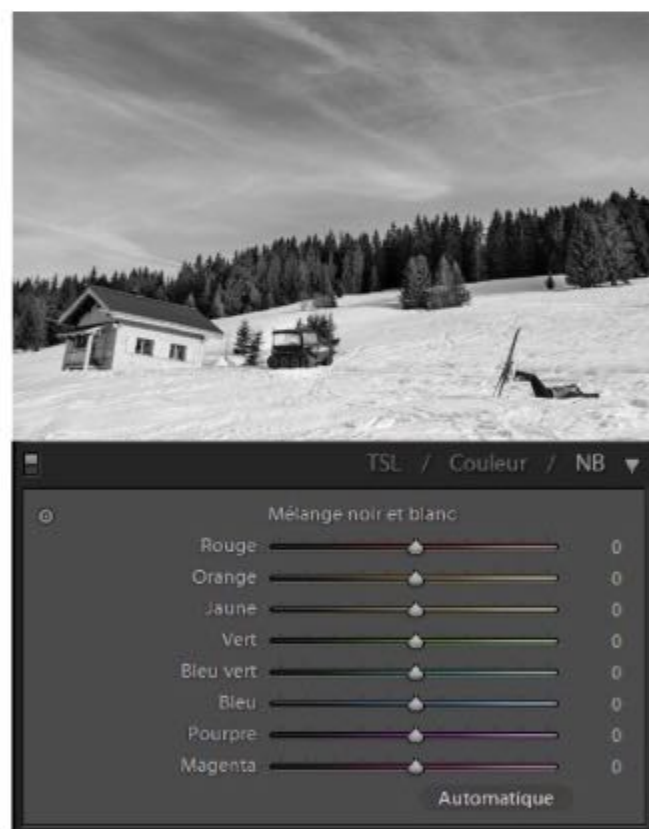 TSL / Couleur / NB
Mélange noir et blanc
Rouge 0
Orange 0
Jaune 0
Vert 0
Bleu vert 0
Bleu 0
Pourpre 0
Magenta 0
Automatique